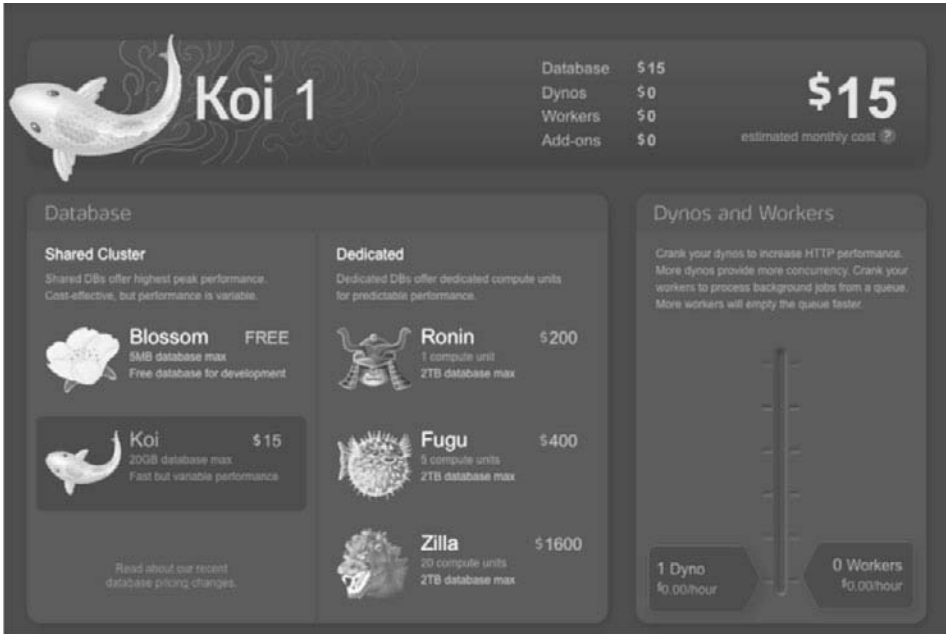 Koi 1
Database $15
Dynos $0
Workers $0
Add-ons $0
$15
estimated monthly cost ?
Database
Shared Cluster
Shared DBs offer highest peak performance.
Cost-effective, but performance is variable.
Blossom FREE
5MB database max
Free database for development
Koi $15
20GB database max
Fast but variable performance
Read about our recent
database pricing changes.
Dedicated
Dedicated DBs offer dedicated compute units
for predictable performance.
Ronin $200
1 compute unit
2TB database max
Fugu $400
5 compute units
2TB database max
Zilla $1600
20 compute units
2TB database max
Dynos and Workers
Crank your dynos to increase HTTP performance.
More dynos provide more concurrency. Crank your
workers to process background jobs from a queue.
More workers will empty the queue faster.
1 Dyno
$0.00/hour
0 Workers
$0.00/hour